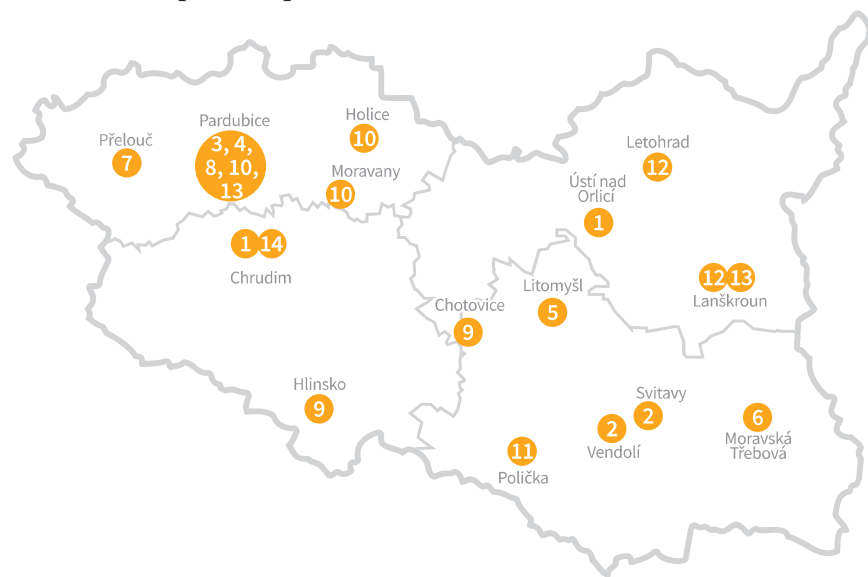 Holice
10
Pardubice
3, 4,
8, 10,
13
Přelouč
7
Moravany
10
Letohrad
12
Ústí nad
Orlicí
1
1
14
Chrudim
12
13
Lanškroun
Litomyšl
5
Chotovice
9
Hlinsko
9
Svitavy
2
2
Vendolí
6
Moravská
Třebová
11
Polička